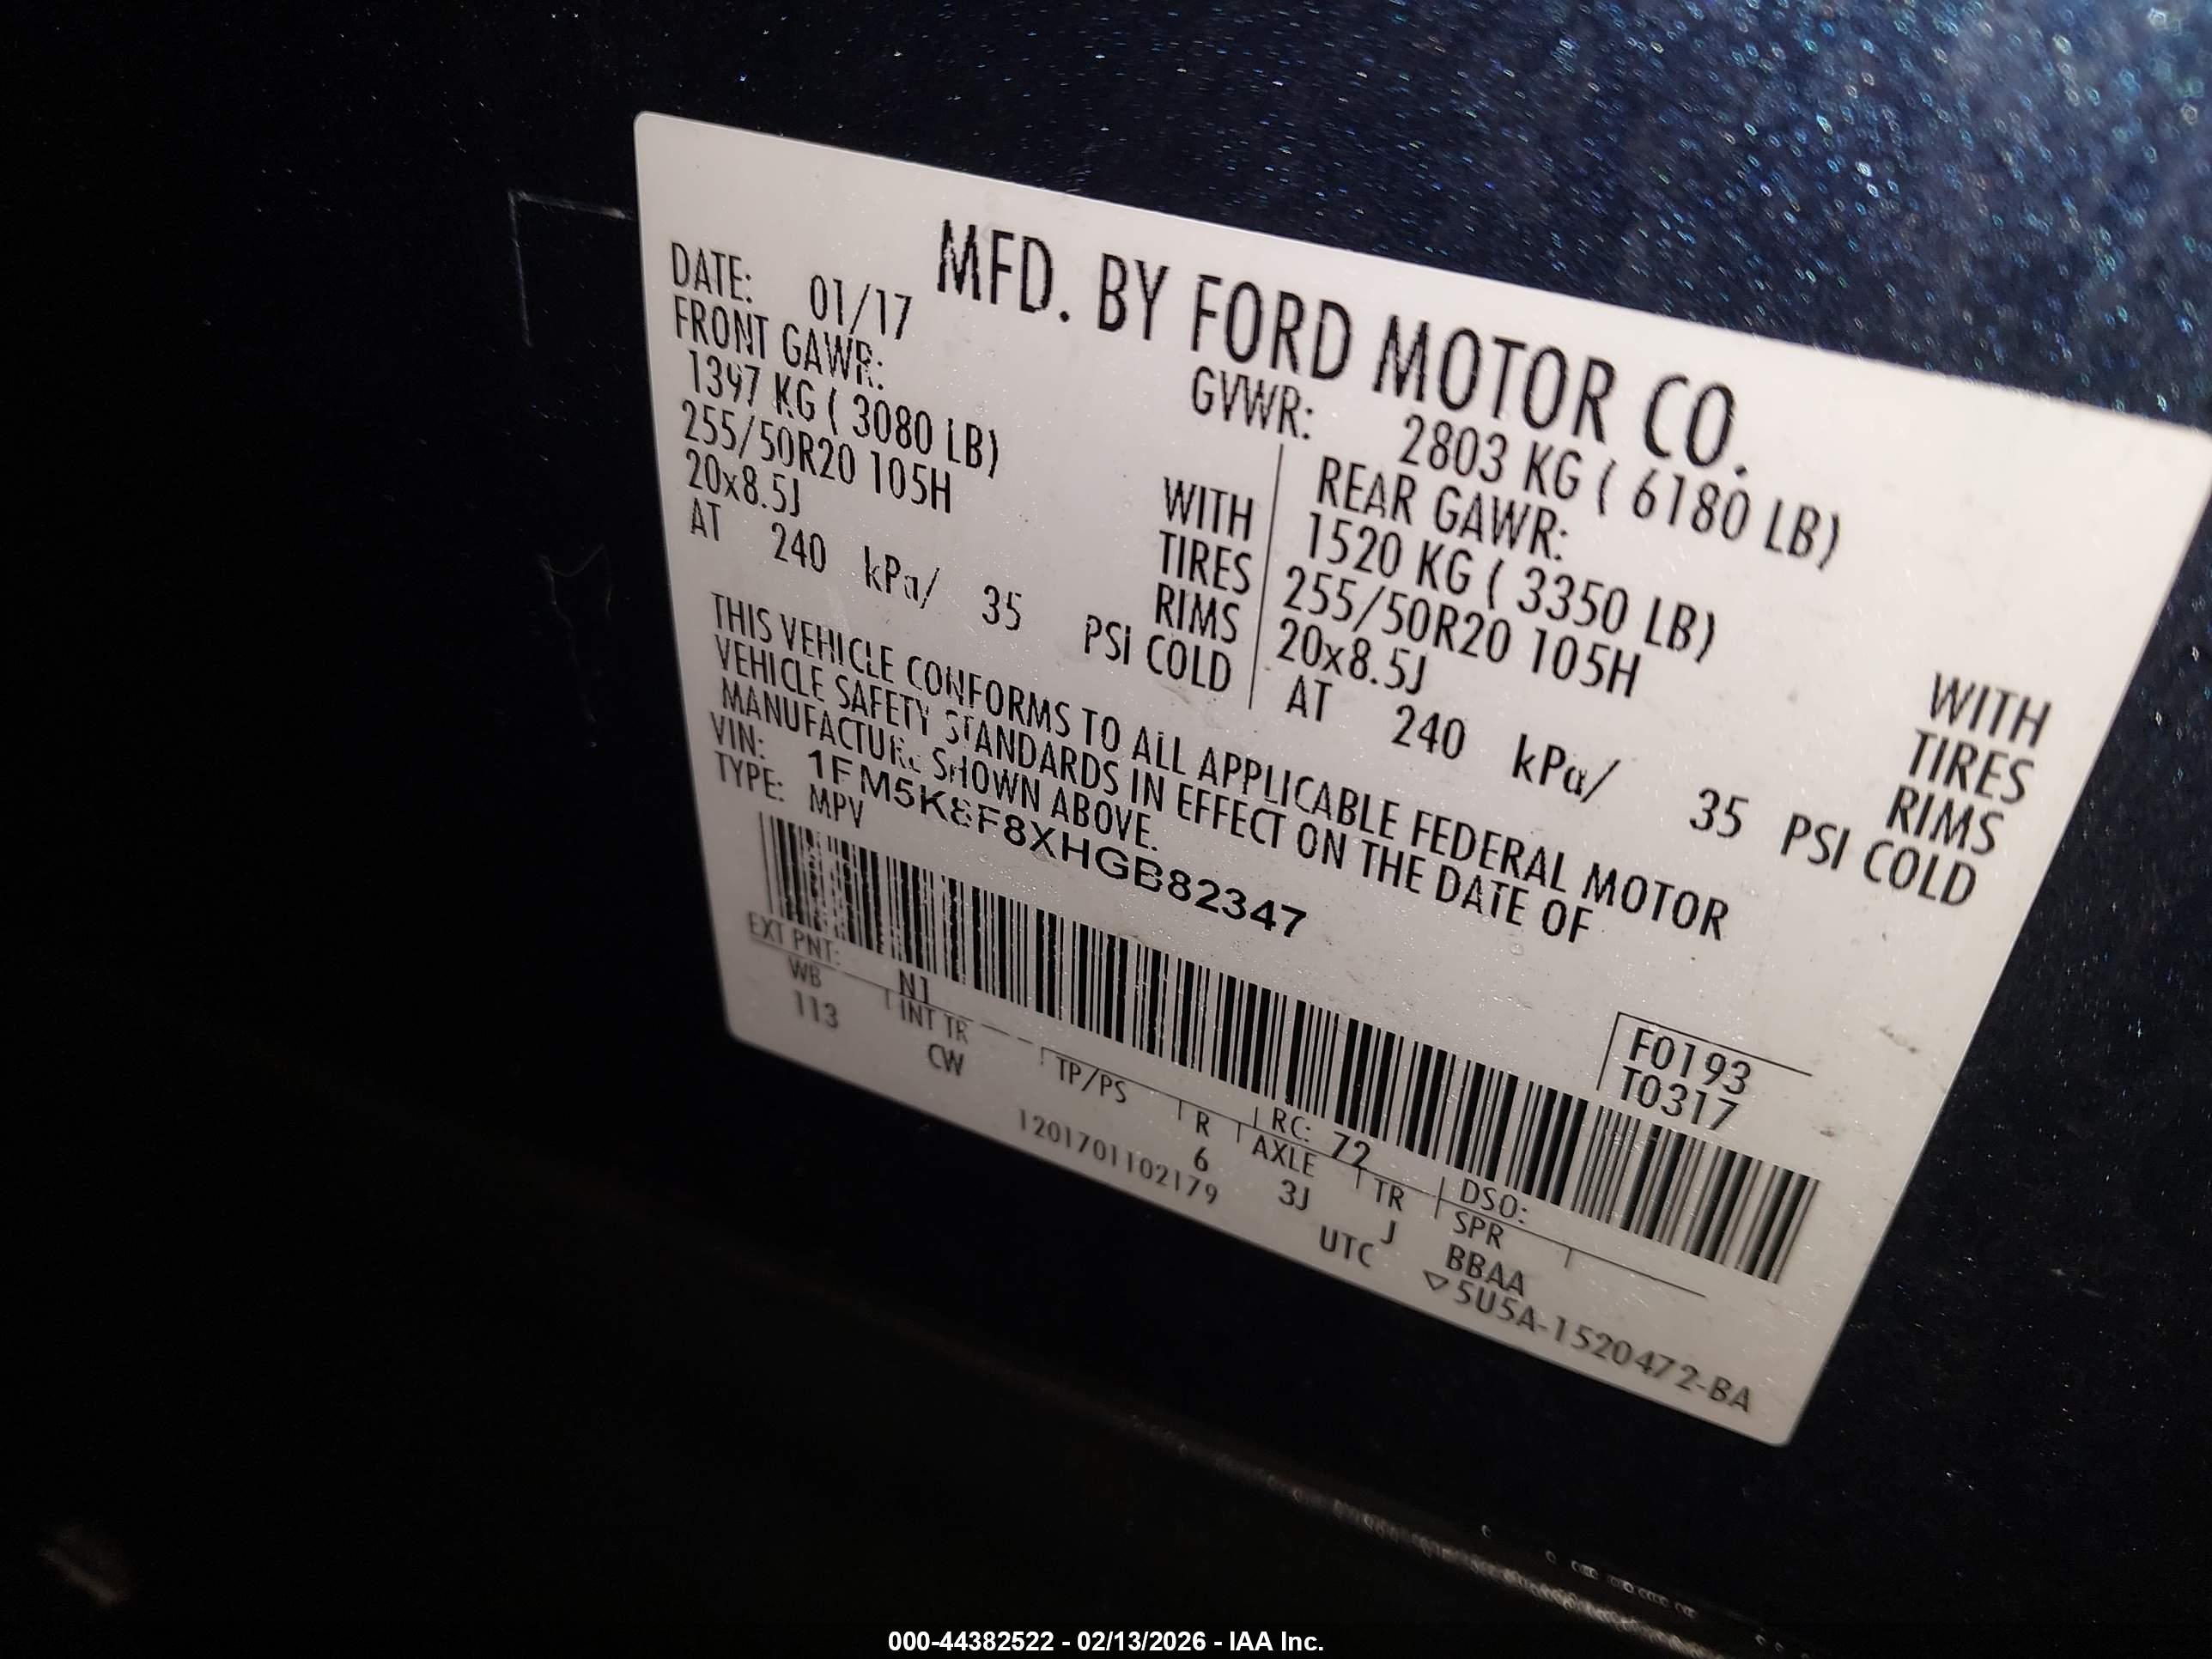 MFD. BY FORD MOTOR CO.
DATE: 01/17
GVWR: 2803 KG ( 6180 LB)
FRONT GAWR:
1397 KG ( 3080 LB) WITH
255/50R20 105H TIRES
20x8.5J RIMS
AT 240 kPa/ 35 PSI COLD
REAR GAWR:
1520 KG ( 3350 LB) WITH
255/50R20 105H TIRES
20x8.5J RIMS
AT 240 kPa/ 35 PSI COLD
THIS VEHICLE CONFORMS TO ALL APPLICABLE FEDERAL MOTOR
VEHICLE SAFETY STANDARDS IN EFFECT ON THE DATE OF
MANUFACTURE SHOWN ABOVE.
VIN: 1FM5K8F8XHGB82347
TYPE: MPV
F0193
T0317
EXT PNT: N1 RC: 72 DSO:
WB INT TR TP/PS R AXLE TR SPR
113 CW 6 3J J BBAA
1201701102179 UTC ▽5U5A-1520472-BA
000-44382522 - 02/13/2026 - IAA Inc.